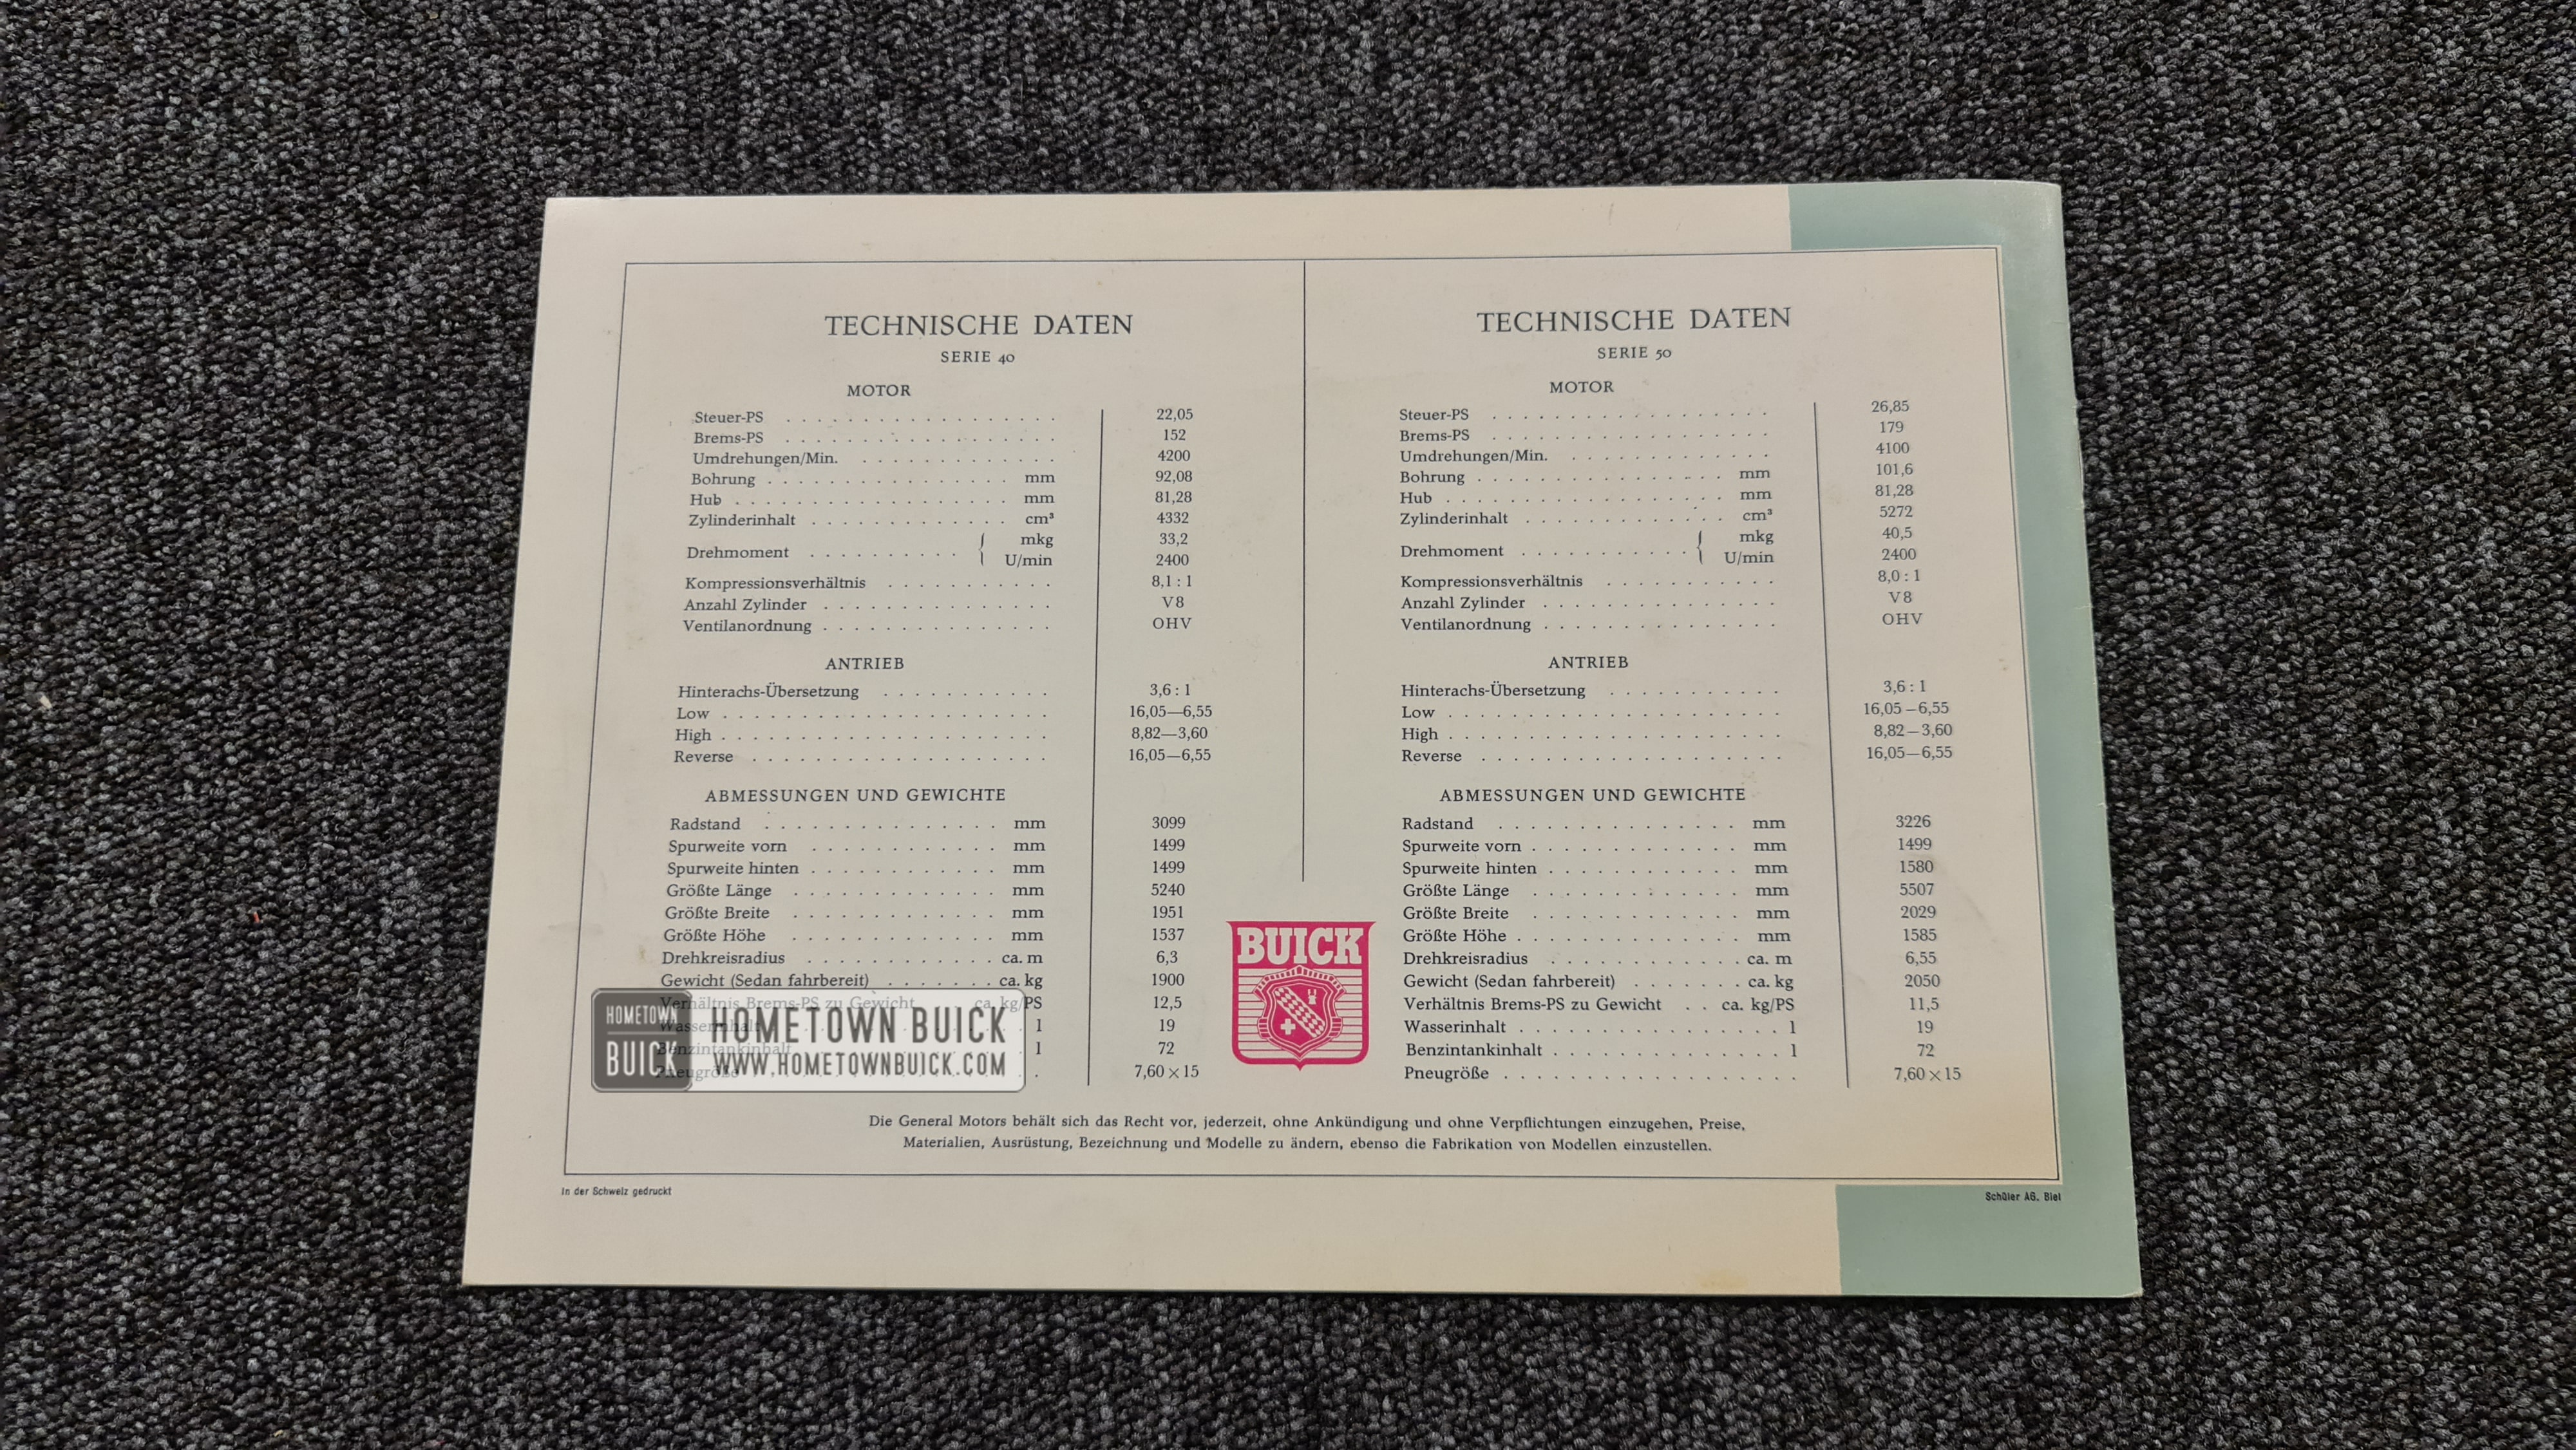 TECHNISCHE DATEN
SERIE 40
MOTOR
Steuer-PS . . . . . . . . . . . . . . . . . . 22,05
Brems-PS . . . . . . . . . . . . . . . . . . 152
Umdrehungen/Min. . . . . . . . . . . . . . 4200
Bohrung . . . . . . . . . . . . . . . . mm 92,08
Hub . . . . . . . . . . . . . . . . . . mm 81,28
Zylinderinhalt . . . . . . . . . . . . . cm³ 4332
Drehmoment . . . . . . . . . . { mkg 33,2
U/min 2400
Kompressionsverhältnis . . . . . . . . . . . 8,1 : 1
Anzahl Zylinder . . . . . . . . . . . . . . . V 8
Ventilanordnung . . . . . . . . . . . . . . . OHV
ANTRIEB
Hinterachs-Übersetzung . . . . . . . . . . . 3,6 : 1
Low . . . . . . . . . . . . . . . . . . . . . 16,05—6,55
High . . . . . . . . . . . . . . . . . . . . . 8,82—3,60
Reverse . . . . . . . . . . . . . . . . . . . 16,05—6,55
ABMESSUNGEN UND GEWICHTE
Radstand . . . . . . . . . . . . . . . mm 3099
Spurweite vorn . . . . . . . . . . . . mm 1499
Spurweite hinten . . . . . . . . . . . . mm 1499
Größte Länge . . . . . . . . . . . . . mm 5240
Größte Breite . . . . . . . . . . . . . mm 1951
Größte Höhe . . . . . . . . . . . . . mm 1537
Drehkreisradius . . . . . . . . . . . . ca. m 6,3
Gewicht (Sedan fahrbereit) . . . . . . . ca. kg 1900
Verhältnis Brems-PS zu Gewicht . . ca. kg/PS 12,5
Wasserinhalt . . . . . . . . . . . . . . l 19
Benzintankinhalt . . . . . . . . . . . . l 72
Pneugröße . . . . . . . . . . . . . . . 7,60 × 15
TECHNISCHE DATEN
SERIE 50
MOTOR
Steuer-PS . . . . . . . . . . . . . . . . . . 26,85
Brems-PS . . . . . . . . . . . . . . . . . . 179
Umdrehungen/Min. . . . . . . . . . . . . . 4100
Bohrung . . . . . . . . . . . . . . . . mm 101,6
Hub . . . . . . . . . . . . . . . . . . mm 81,28
Zylinderinhalt . . . . . . . . . . . . . cm³ 5272
Drehmoment . . . . . . . . . . . { mkg 40,5
U/min 2400
Kompressionsverhältnis . . . . . . . . . . . 8,0 : 1
Anzahl Zylinder . . . . . . . . . . . . . . . V 8
Ventilanordnung . . . . . . . . . . . . . . . OHV
ANTRIEB
Hinterachs-Übersetzung . . . . . . . . . . . 3,6 : 1
Low . . . . . . . . . . . . . . . . . . . . . 16,05–6,55
High . . . . . . . . . . . . . . . . . . . . . 8,82—3,60
Reverse . . . . . . . . . . . . . . . . . . . 16,05—6,55
ABMESSUNGEN UND GEWICHTE
Radstand . . . . . . . . . . . . . . . mm 3226
Spurweite vorn . . . . . . . . . . . . . mm 1499
Spurweite hinten . . . . . . . . . . . . mm 1580
Größte Länge . . . . . . . . . . . . . mm 5507
Größte Breite . . . . . . . . . . . . . mm 2029
Größte Höhe . . . . . . . . . . . . . . mm 1585
Drehkreisradius . . . . . . . . . . . . ca. m 6,55
Gewicht (Sedan fahrbereit) . . . . . . . ca. kg 2050
Verhältnis Brems-PS zu Gewicht . . ca. kg/PS 11,5
Wasserinhalt . . . . . . . . . . . . . . . . l 19
Benzintankinhalt . . . . . . . . . . . . . . l 72
Pneugröße . . . . . . . . . . . . . . . . . . 7,60 × 15
BUICK
HOMETOWN
BUICK
HOMETOWN BUICK
WWW.HOMETOWNBUICK.COM
Die General Motors behält sich das Recht vor, jederzeit, ohne Ankündigung und ohne Verpflichtungen einzugehen, Preise,
Materialien, Ausrüstung, Bezeichnung und Modelle zu ändern, ebenso die Fabrikation von Modellen einzustellen.
In der Schweiz gedruckt
Schüler AG. Biel